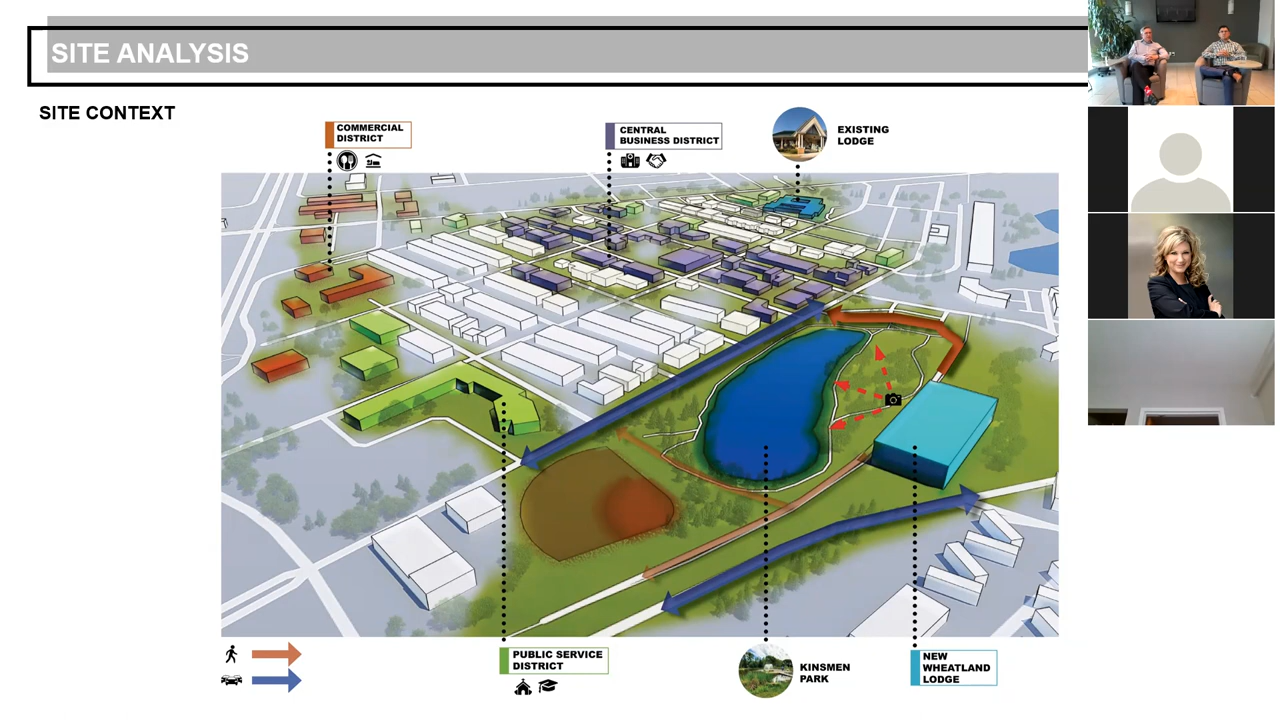 SITE ANALYSIS
SITE CONTEXT
COMMERCIAL
DISTRICT
CENTRAL
BUSINESS DISTRICT
EXISTING
LODGE
PUBLIC SERVICE
DISTRICT
KINSMEN
PARK
NEW
WHEATLAND
LODGE